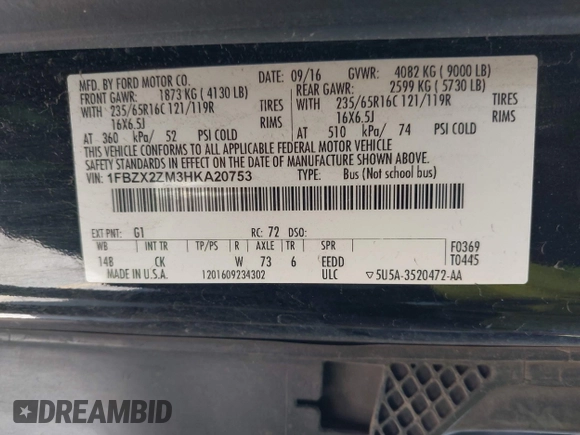 MFD. BY FORD MOTOR CO.
DATE: 09/16 GVWR: 4082 KG ( 9000 LB)
FRONT GAWR: 1873 KG ( 4130 LB)
REAR GAWR: 2599 KG ( 5730 LB)
WITH 235/65R16C 121/119R TIRES
WITH 235/65R16C 121/119R TIRES
16X6.5J RIMS
16X6.5J RIMS
AT 360 kPa/ 52 PSI COLD
AT 510 kPa/ 74 PSI COLD
THIS VEHICLE CONFORMS TO ALL APPLICABLE FEDERAL MOTOR VEHICLE
SAFETY STANDARDS IN EFFECT ON THE DATE OF MANUFACTURE SHOWN ABOVE.
VIN: 1FBZX2ZM3HKA20753 TYPE: Bus (Not School bus)
EXT PNT: G1 RC: 72 DSO:
WB INT TR TP/PS R AXLE TR SPR F0369
148 CK W 73 6 EEDD T0445
MADE IN U.S.A. 1201609234302 ULC ▽5U5A-3520472-AA
DREAMBID